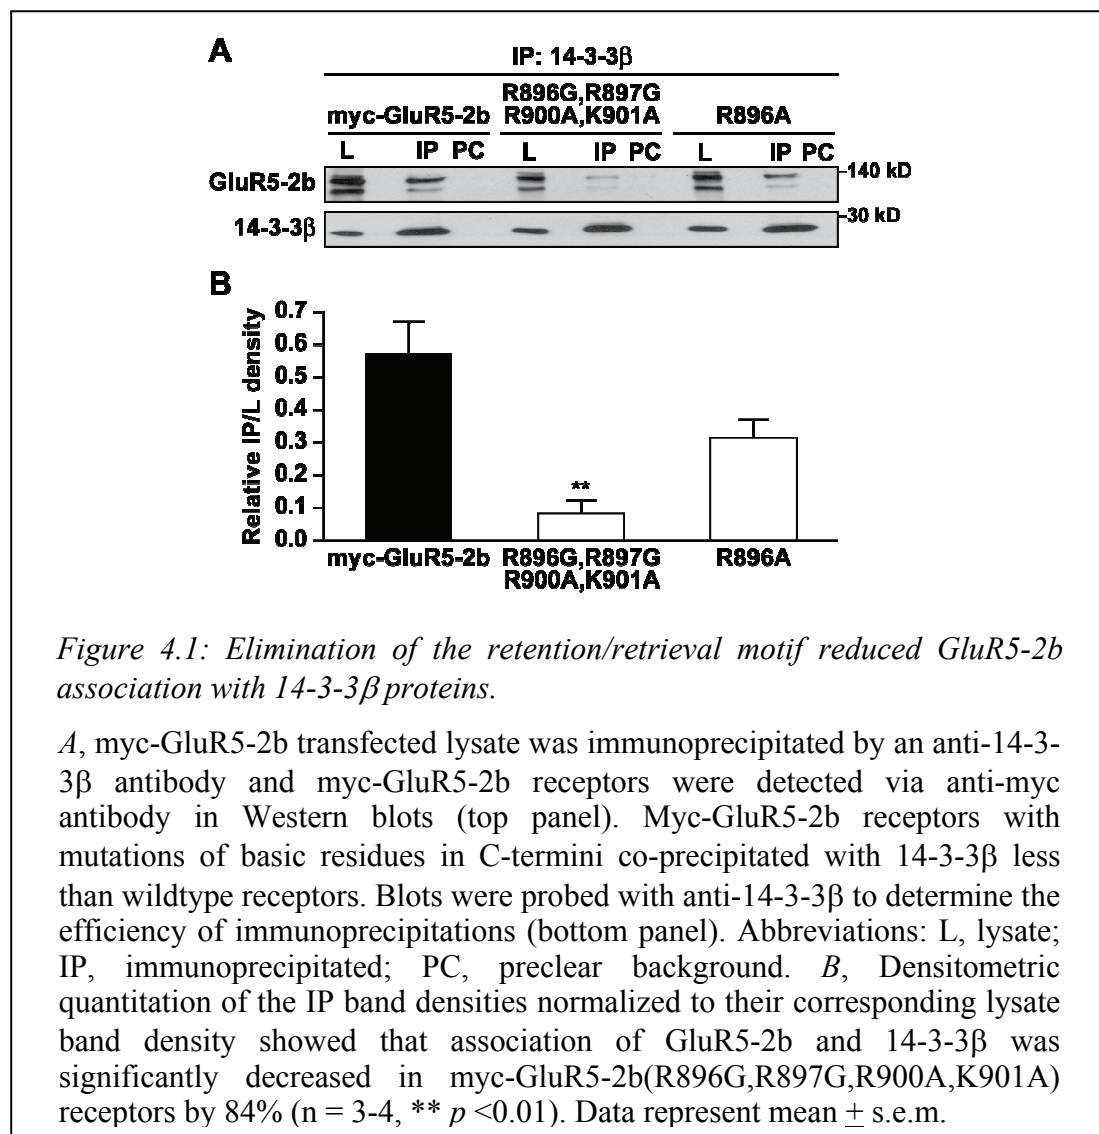 A
IP: 14-3-3β
R896G,R897G
myc-GluR5-2b R900A,K901A R896A
L IP PC L IP PC L IP PC
GluR5-2b 140 kD
14-3-3β 30 kD
B
Relative IP/L density
0.7
0.6
0.5
0.4
0.3
0.2
0.1
0.0
**
myc-GluR5-2b R896G,R897G R896A
R900A,K901A
Figure 4.1: Elimination of the retention/retrieval motif reduced GluR5-2b
association with 14-3-3β proteins.
A, myc-GluR5-2b transfected lysate was immunoprecipitated by an anti-14-3-
3β antibody and myc-GluR5-2b receptors were detected via anti-myc
antibody in Western blots (top panel). Myc-GluR5-2b receptors with
mutations of basic residues in C-termini co-precipitated with 14-3-3β less
than wildtype receptors. Blots were probed with anti-14-3-3β to determine the
efficiency of immunoprecipitations (bottom panel). Abbreviations: L, lysate;
IP, immunoprecipitated; PC, preclear background. B, Densitometric
quantitation of the IP band densities normalized to their corresponding lysate
band density showed that association of GluR5-2b and 14-3-3β was
significantly decreased in myc-GluR5-2b(R896G,R897G,R900A,K901A)
receptors by 84% (n = 3-4, ** p <0.01). Data represent mean ± s.e.m.